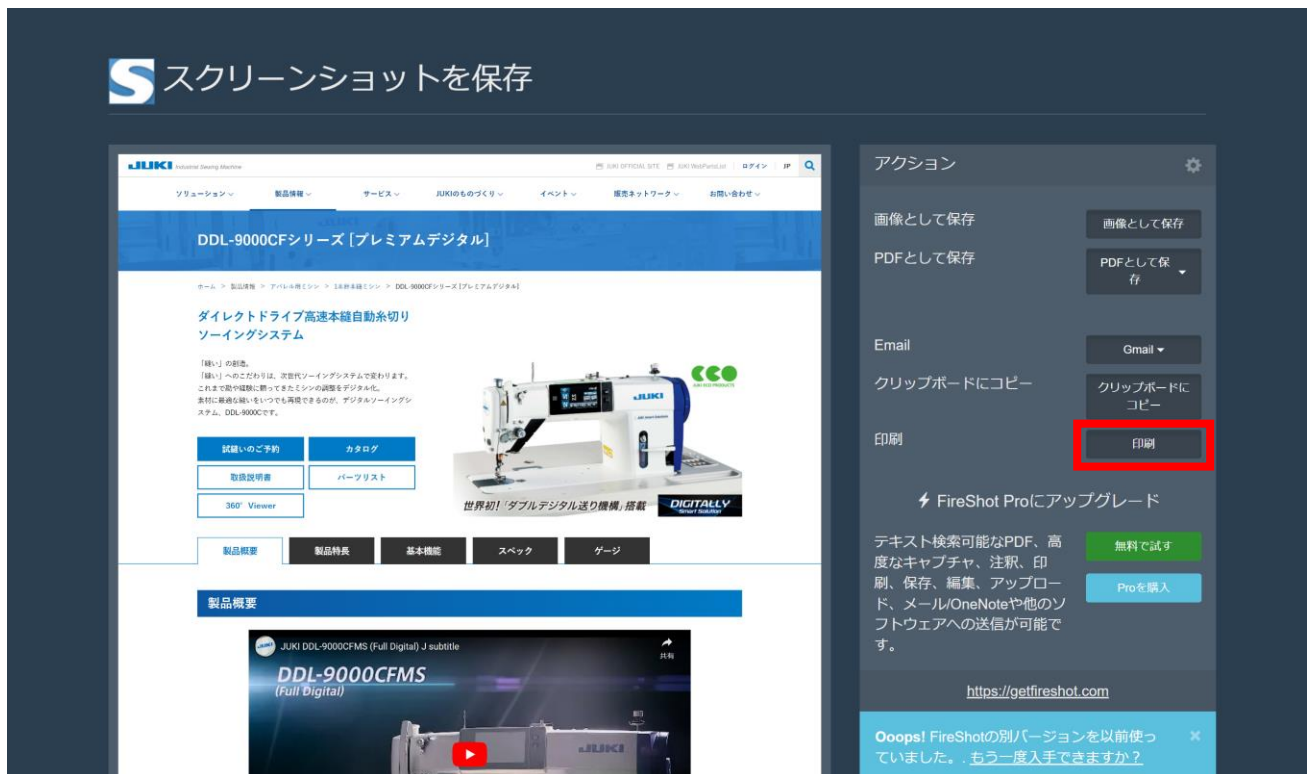 スクリーンショットを保存
JUKI Industrial Sewing Machine
JUKI OFFICIAL SITE JUKI WebPartsList ログイン JP
ソリューション 製品情報 サービス JUKIのものづくり イベント 販売ネットワーク お問い合わせ
DDL-9000CFシリーズ [プレミアムデジタル]
ホーム > 製品情報 > アパレル用ミシン > 1本針本縫ミシン > DDL-9000CFシリーズ [プレミアムデジタル]
ダイレクトドライブ高速本縫自動糸切り
ソーイングシステム
「縫い」の創造。
「縫い」へのこだわりは、次世代ソーイングシステムで変わります。
これまで勘や経験に頼ってきたミシンの調整をデジタル化。
素材に最適な縫いをいつでも再現できるのが、デジタルソーイングシ
ステム、DDL-9000Cです。
JUKI ECO PRODUCTS
JUKI
試縫いのご予約 カタログ
取扱説明書 パーツリスト
360° Viewer
世界初!「ダブルデジタル送り機構」搭載
DIGITALLY
Smart Solution
製品概要 製品特長 基本機能 スペック ゲージ
製品概要
JUKI DDL-9000CFMS (Full Digital) J subtitle
共有
DDL-9000CFMS
(Full Digital)
JUKI
アクション
画像として保存 画像として保存
PDFとして保存 PDFとして保
存
Email Gmail
クリップボードにコピー クリップボードに
コピー
印刷 印刷
FireShot Proにアップグレード
テキスト検索可能なPDF、高
度なキャプチャ、注釈、印
刷、保存、編集、アップロー
ド、メール/OneNoteや他のソ
フトウェアへの送信が可能で
す。
無料で試す
Proを購入
https://getfireshot.com
Ooops! FireShotの別バージョンを以前使っ
ていました。. もう一度入手できますか？
×